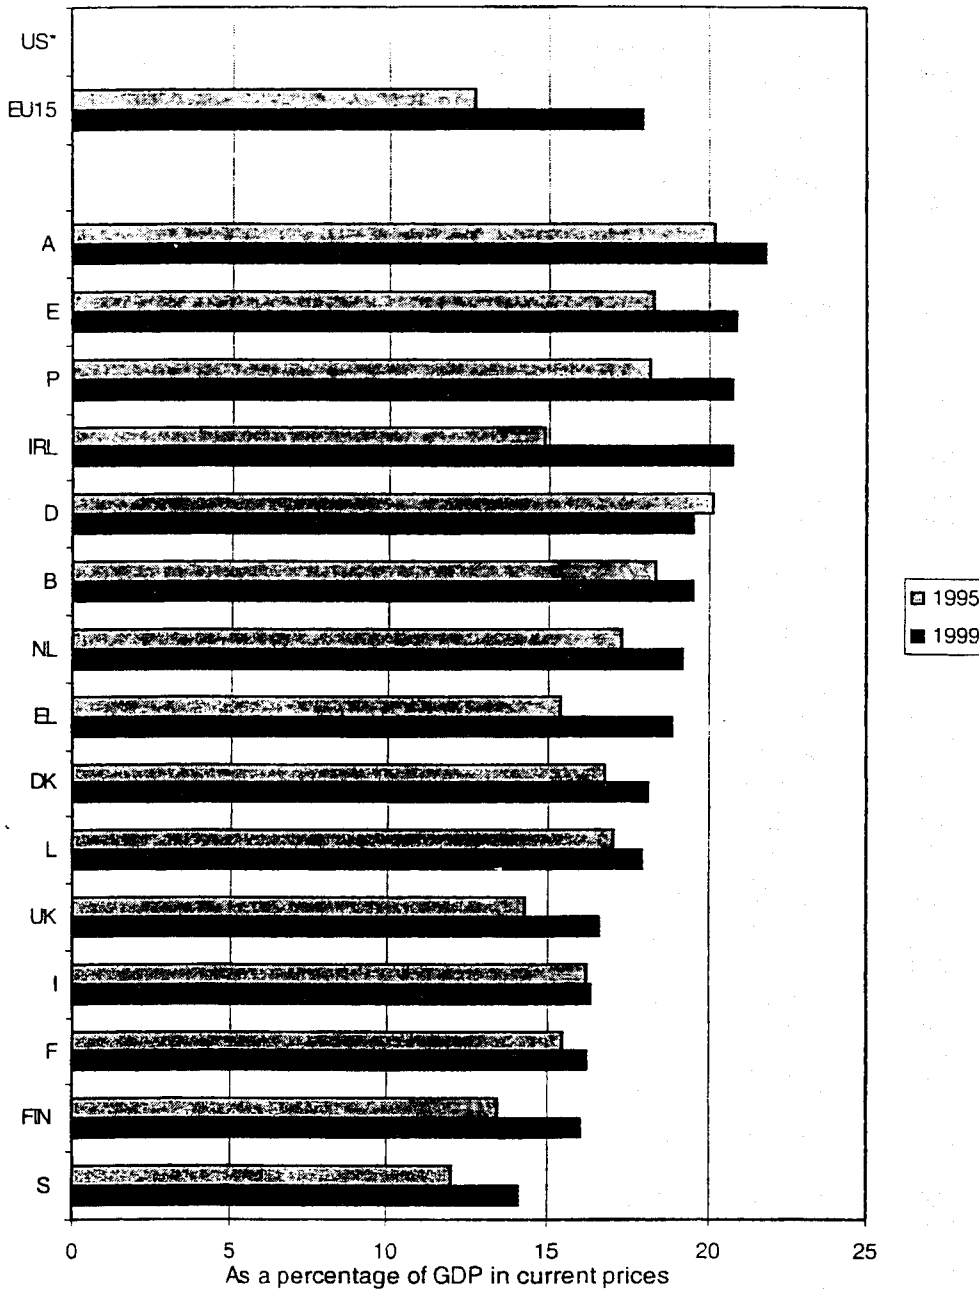 US*
EU15
A
E
P
IRL
D
B
NL
EL
DK
L
UK
I
F
FIN
S
1995
1999
0 5 10 15 20 25
As a percentage of GDP in current prices